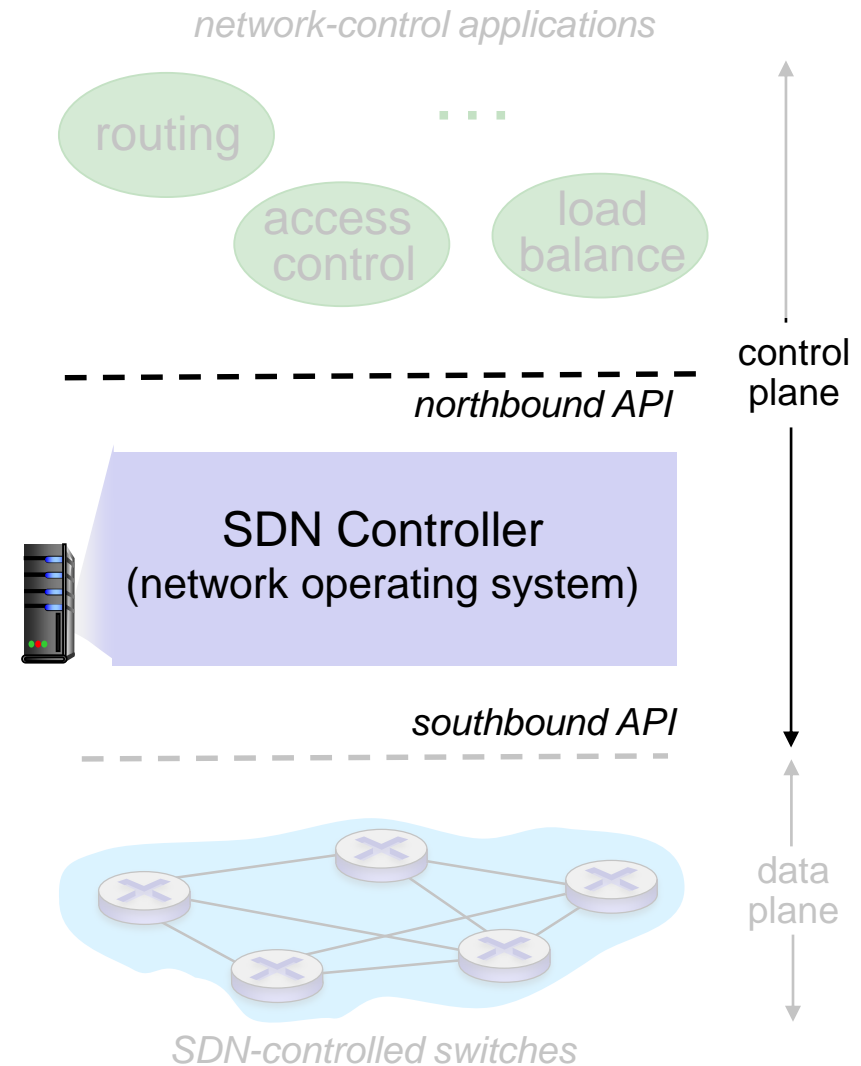 network-control applications
routing
. . .
access
control
load
balance
control
plane
northbound API
SDN Controller
(network operating system)
southbound API
data
plane
SDN-controlled switches